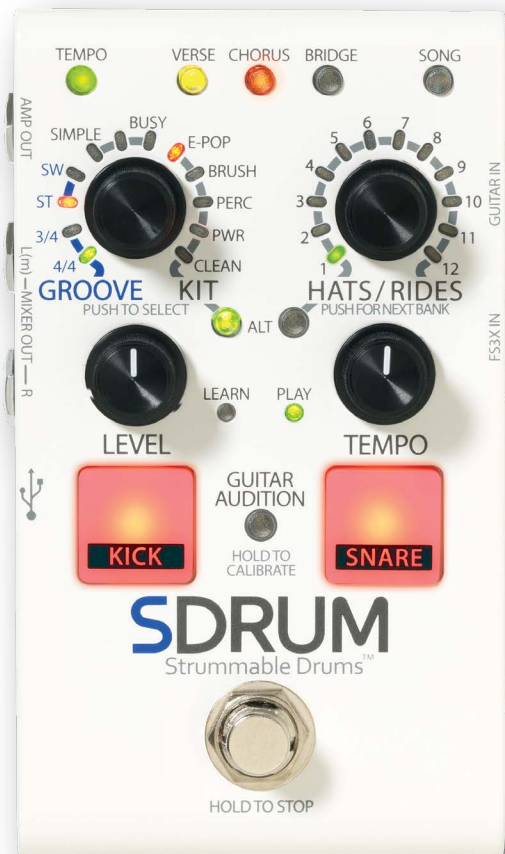 TEMPO
VERSE
CHORUS
BRIDGE
SONG
AMP OUT
L(m) — MIXER OUT — R
SIMPLE
BUSY
SW
ST
3/4
4/4
E-POP
BRUSH
PERC
PWR
CLEAN
GROOVE
KIT
PUSH TO SELECT
ALT
1
2
3
4
5
6
7
8
9
10
11
12
HATS/RIDES
PUSH FOR NEXT BANK
GUITAR IN
FS3X IN
LEARN
PLAY
LEVEL
TEMPO
KICK
GUITAR
AUDITION
HOLD TO
CALIBRATE
SNARE
SDRUM
Strummable Drums™
HOLD TO STOP